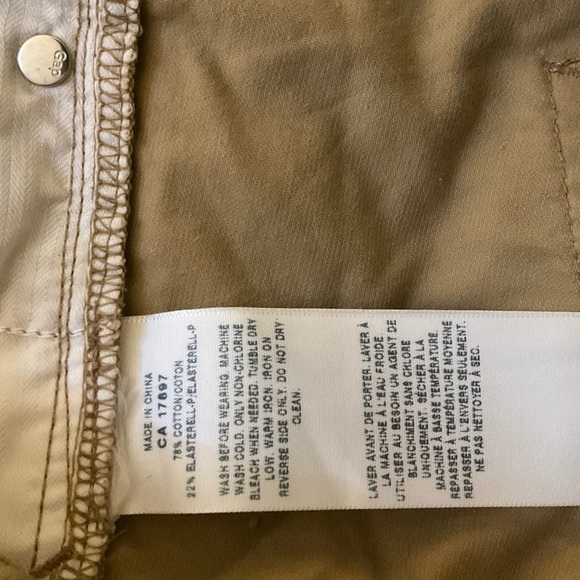 Gap
MADE IN CHINA
CA 17897
78% COTTON/COTON
22% ELASTERELL-P/ELASTERELL-P
WASH BEFORE WEARING. MACHINE
WASH COLD. ONLY NON-CHLORINE
BLEACH WHEN NEEDED. TUMBLE DRY
LOW. WARM IRON. IRON ON
REVERSE SIDE ONLY. DO NOT DRY
CLEAN.
LAVER AVANT DE PORTER. LAVER À
LA MACHINE À L'EAU FROIDE
UTILISER AU BESOIN UN AGENT DE
BLANCHIMENT SANS CHLORE
UNIQUEMENT. SÉCHER À LA
MACHINE À BASSE TEMPÉRATURE.
REPASSER À TEMPÉRATURE MOYENNE
REPASSER À L'ENVERS SEULEMENT.
NE PAS NETTOYER À SEC.